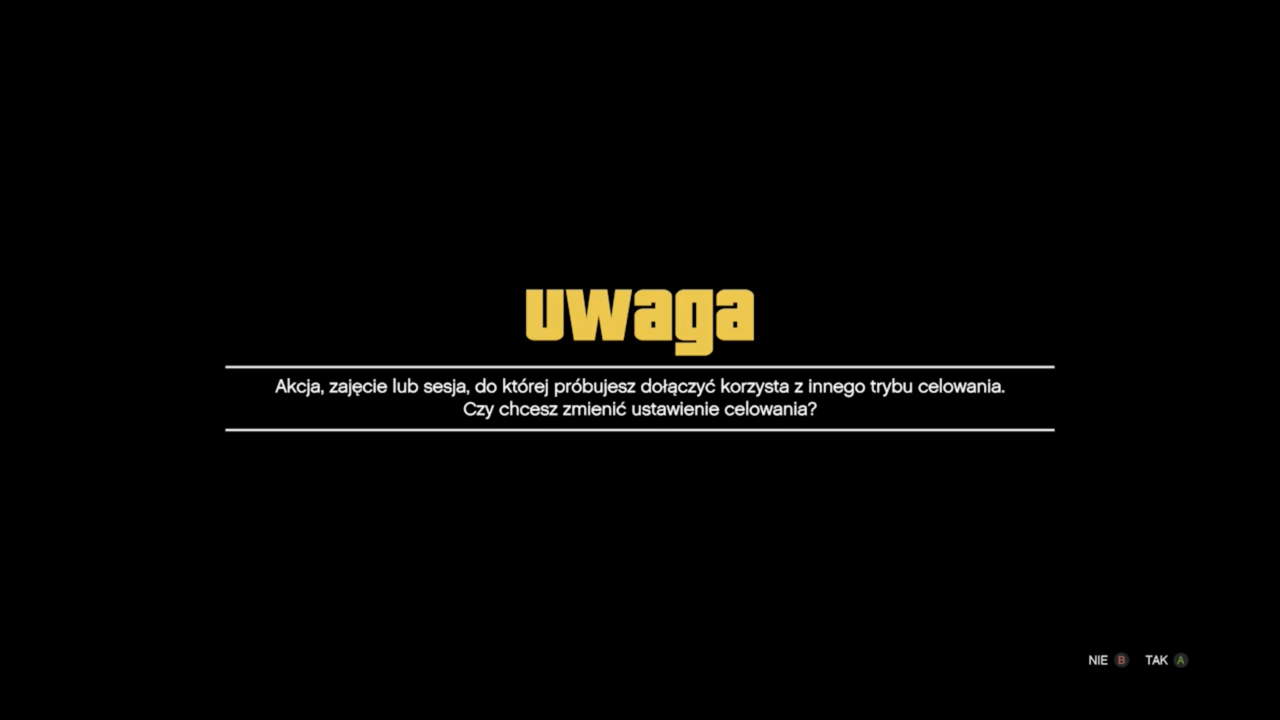 uwaga
Akcja, zajęcie lub sesja, do której próbujesz dołączyć korzysta z innego trybu celowania.
Czy chcesz zmienić ustawienie celowania?
NIE B TAK A